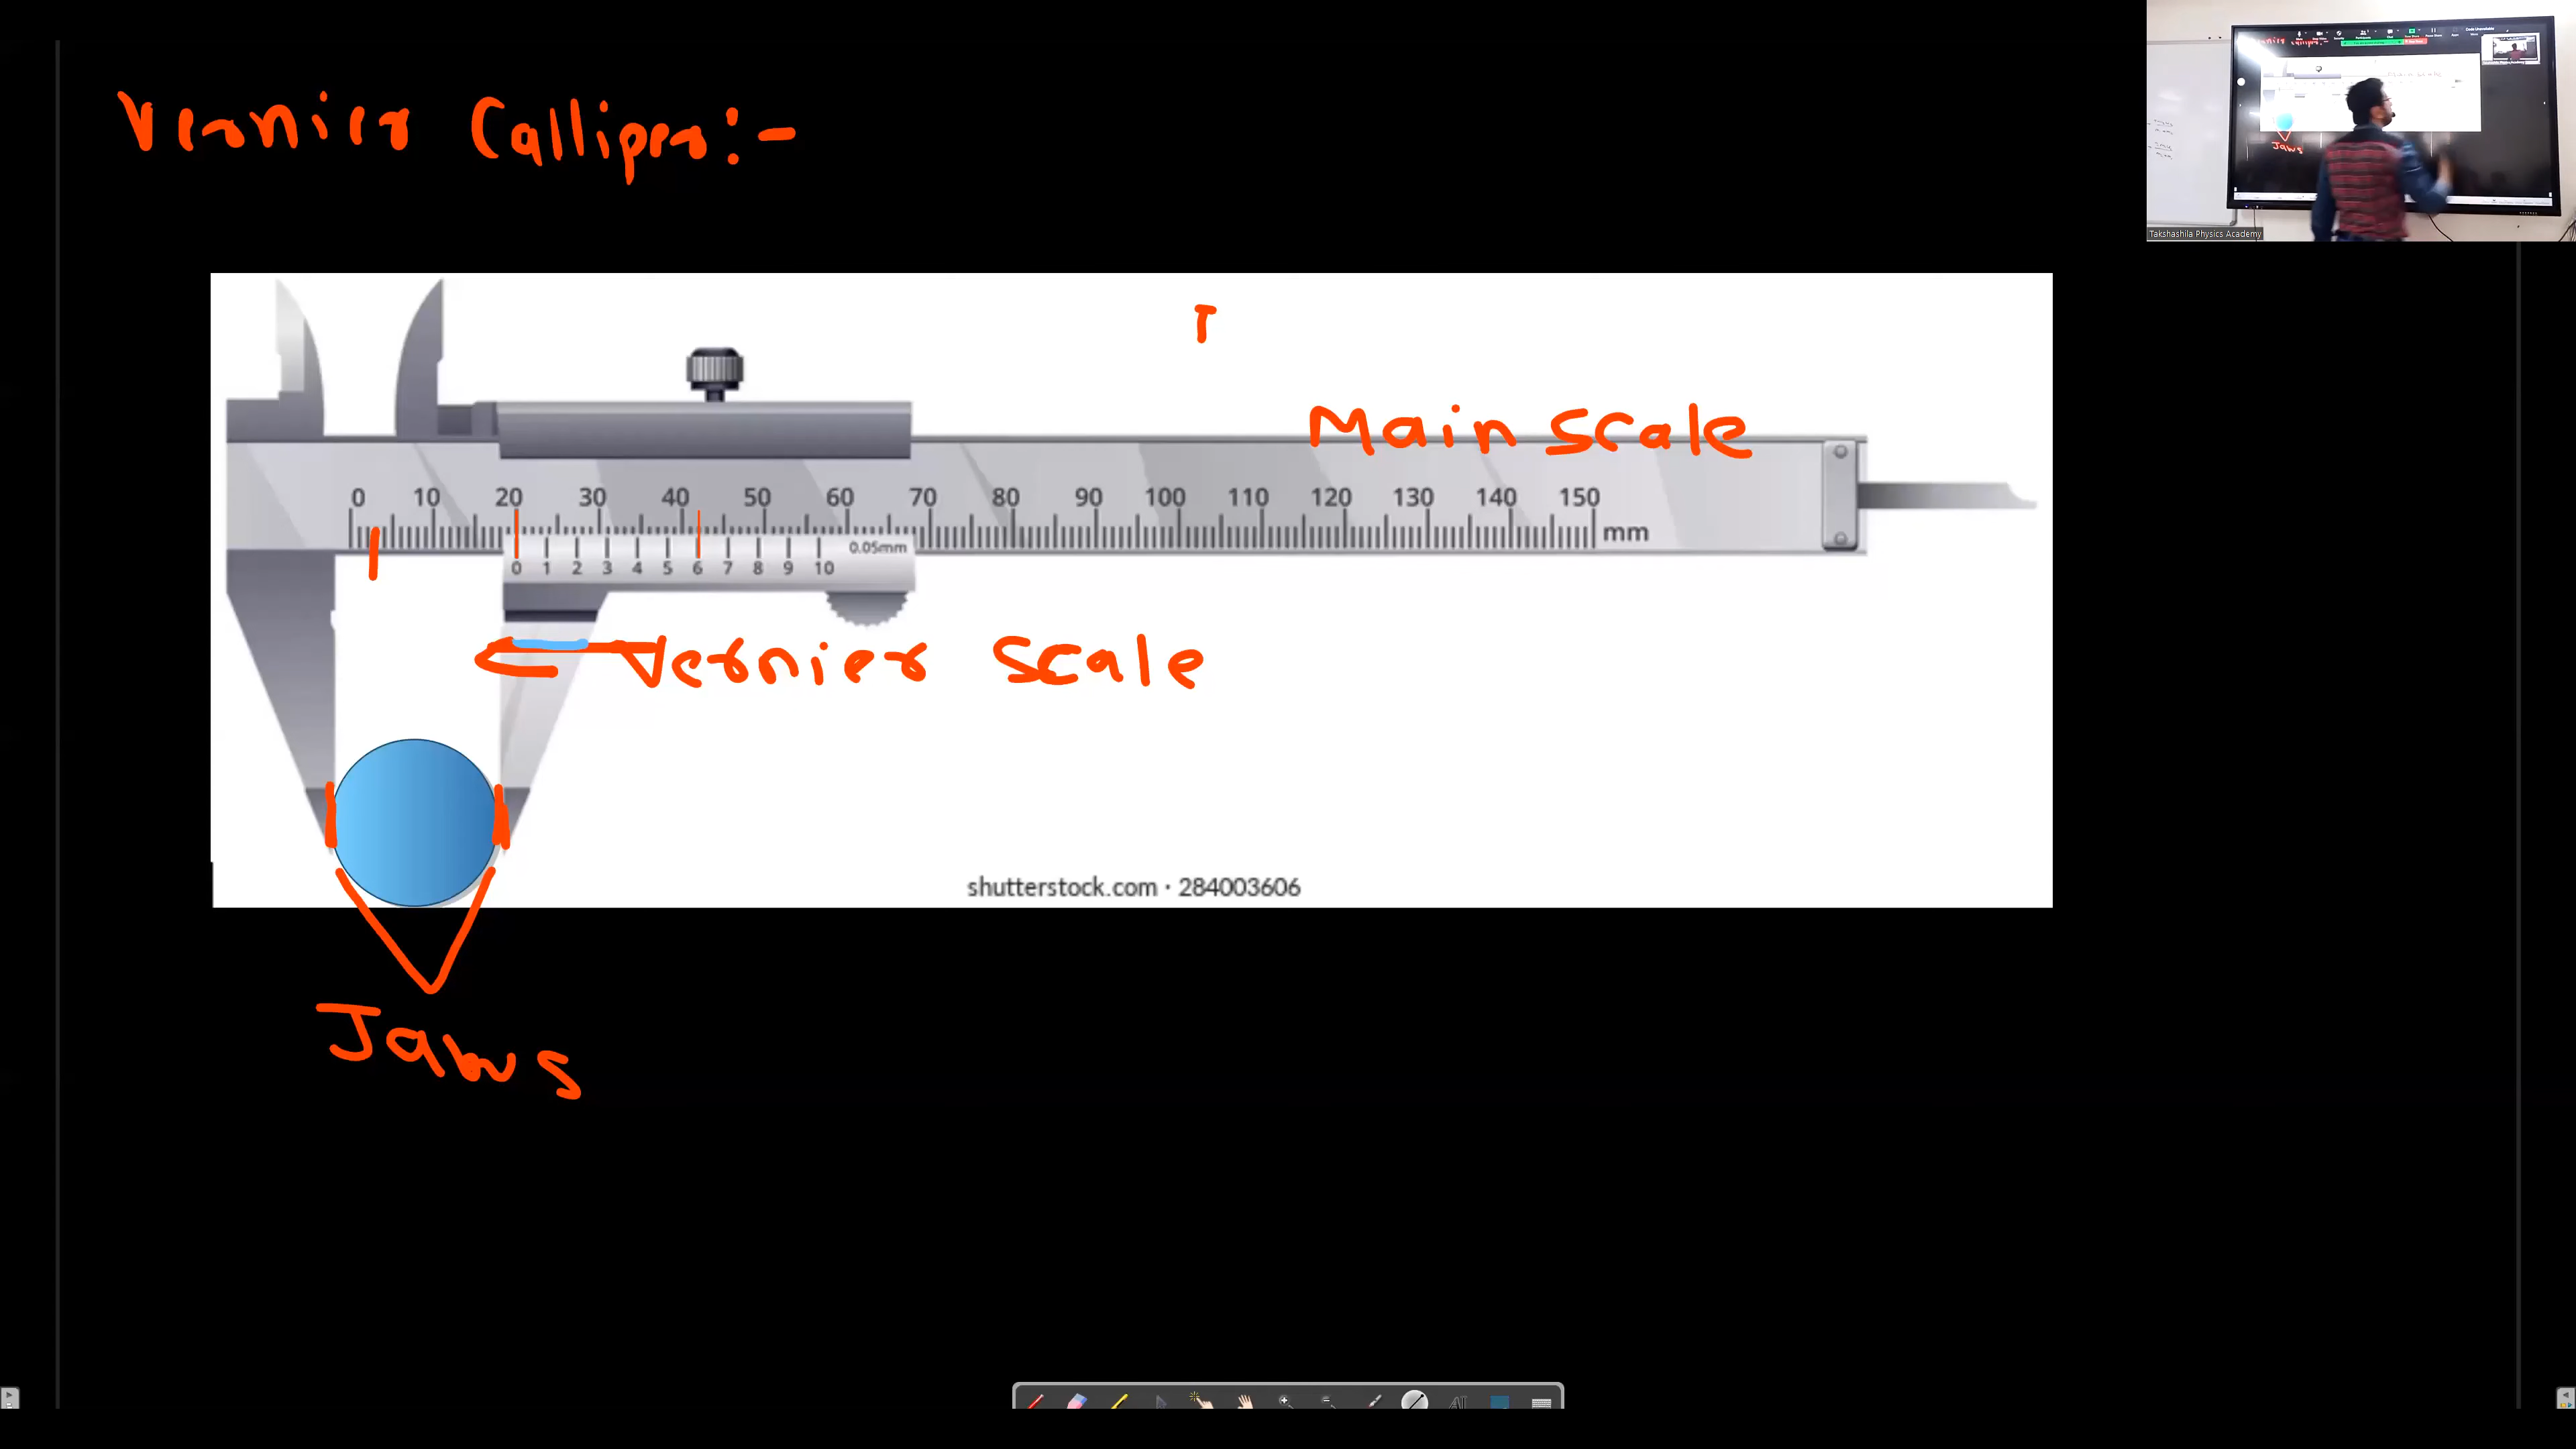 Vernier Callipers:-
Takshashila Physics Academy
Main Scale
0 10 20 30 40 50 60 70 80 90 100 110 120 130 140 150
mm
0.05mm
0 1 2 3 4 5 6 7 8 9 10
Vernier Scale
shutterstock.com · 284003606
Jaws